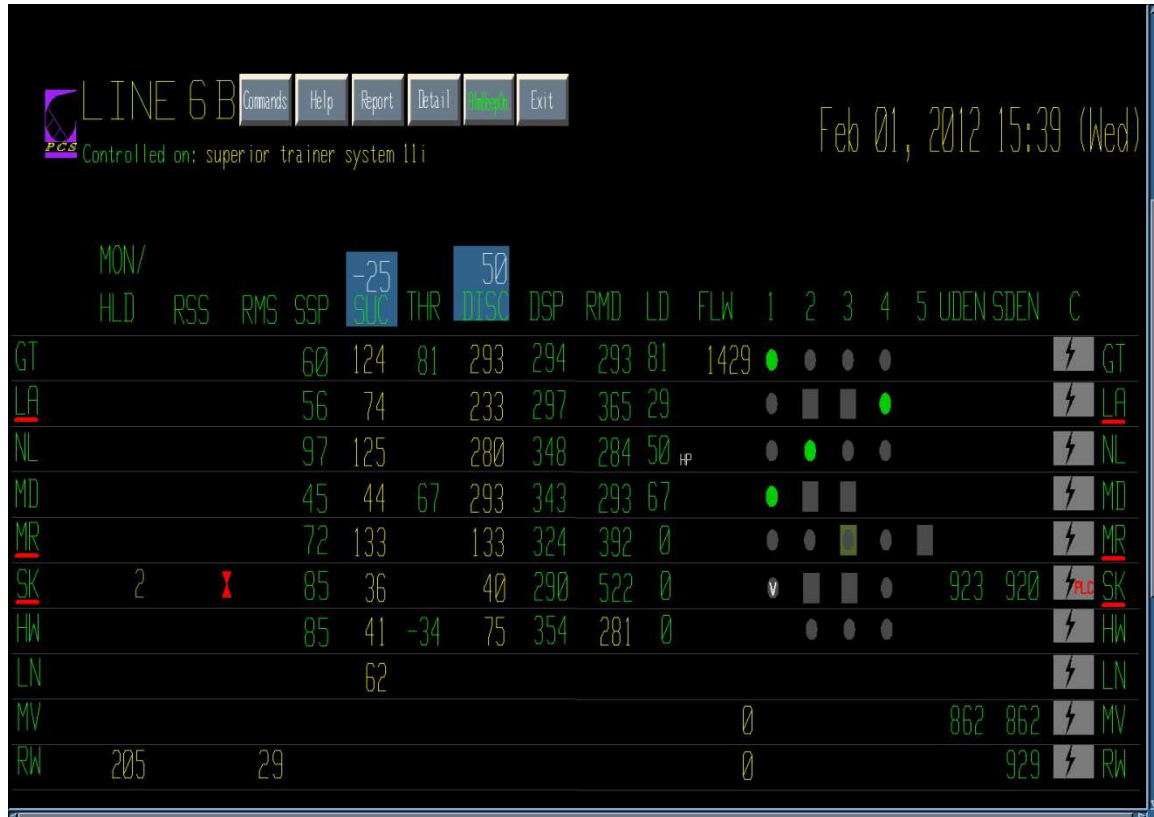 LINE 6B Commands Help Report Detail Exit
Feb 01, 2012 15:39 (Wed)
PCS Controlled on: superior trainer system 11i
MON/ -25 50
HLD RSS RMS SSP SUC THR DISC DSP RMD LD FLW 1 2 3 4 5 UDEN SDEN C
GT 60 124 81 293 294 293 81 1429 GT
LA 56 74 233 297 365 29 LA
NL 97 125 280 348 284 50 HP NL
MD 45 44 67 293 343 293 67 MD
MR 72 133 133 324 392 0 MR
SK 2 85 36 40 290 522 0 V 923 920 PLC SK
HW 85 41 -34 75 354 281 0 HW
LN 62 LN
MV 0 862 862 MV
RW 205 29 0 929 RW